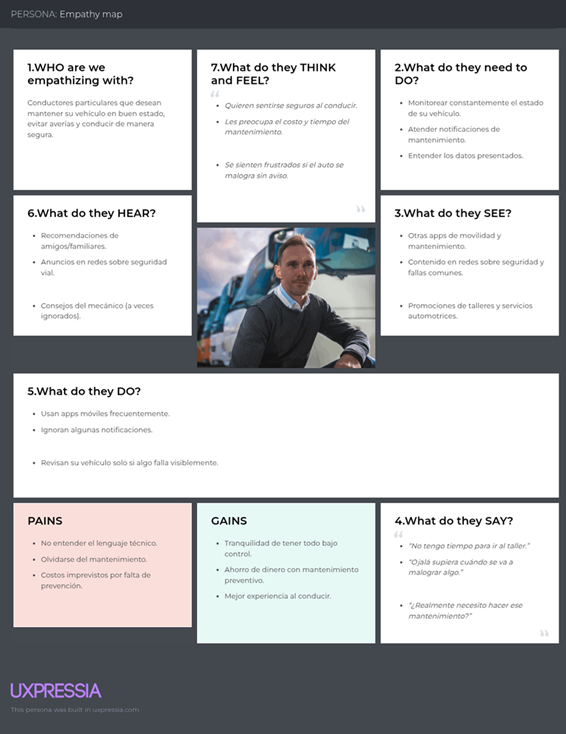 PERSONA: Empathy map
1.WHO are we
empathizing with?
Conductores particulares que desean
mantener su vehículo en buen estado,
evitar averías y conducir de manera
segura.
7.What do they THINK
and FEEL?
“
• Quieren sentirse seguros al conducir.
• Les preocupa el costo y tiempo del
mantenimiento.
• Se sienten frustrados si el auto se
malogra sin aviso.
”
2.What do they need to
DO?
• Monitorear constantemente el estado
de su vehículo.
• Atender notificaciones de
mantenimiento.
• Entender los datos presentados.
6.What do they HEAR?
• Recomendaciones de
amigos/familiares.
• Anuncios en redes sobre seguridad
vial.
• Consejos del mecánico (a veces
ignorados).
3.What do they SEE?
• Otras apps de movilidad y
mantenimiento.
• Contenido en redes sobre seguridad y
fallas comunes.
• Promociones de talleres y servicios
automotrices.
5.What do they DO?
• Usan apps móviles frecuentemente.
• Ignoran algunas notificaciones.
• Revisan su vehículo solo si algo falla visiblemente.
PAINS
• No entender el lenguaje técnico.
• Olvidarse del mantenimiento.
• Costos imprevistos por falta de
prevención.
GAINS
• Tranquilidad de tener todo bajo
control.
• Ahorro de dinero con mantenimiento
preventivo.
• Mejor experiencia al conducir.
4.What do they SAY?
“
• “No tengo tiempo para ir al taller.”
• “Ojalá supiera cuándo se va a
malograr algo.”
• “¿Realmente necesito hacer ese
mantenimiento?”
”
UXPRESSIA
This persona was built in uxpressia.com